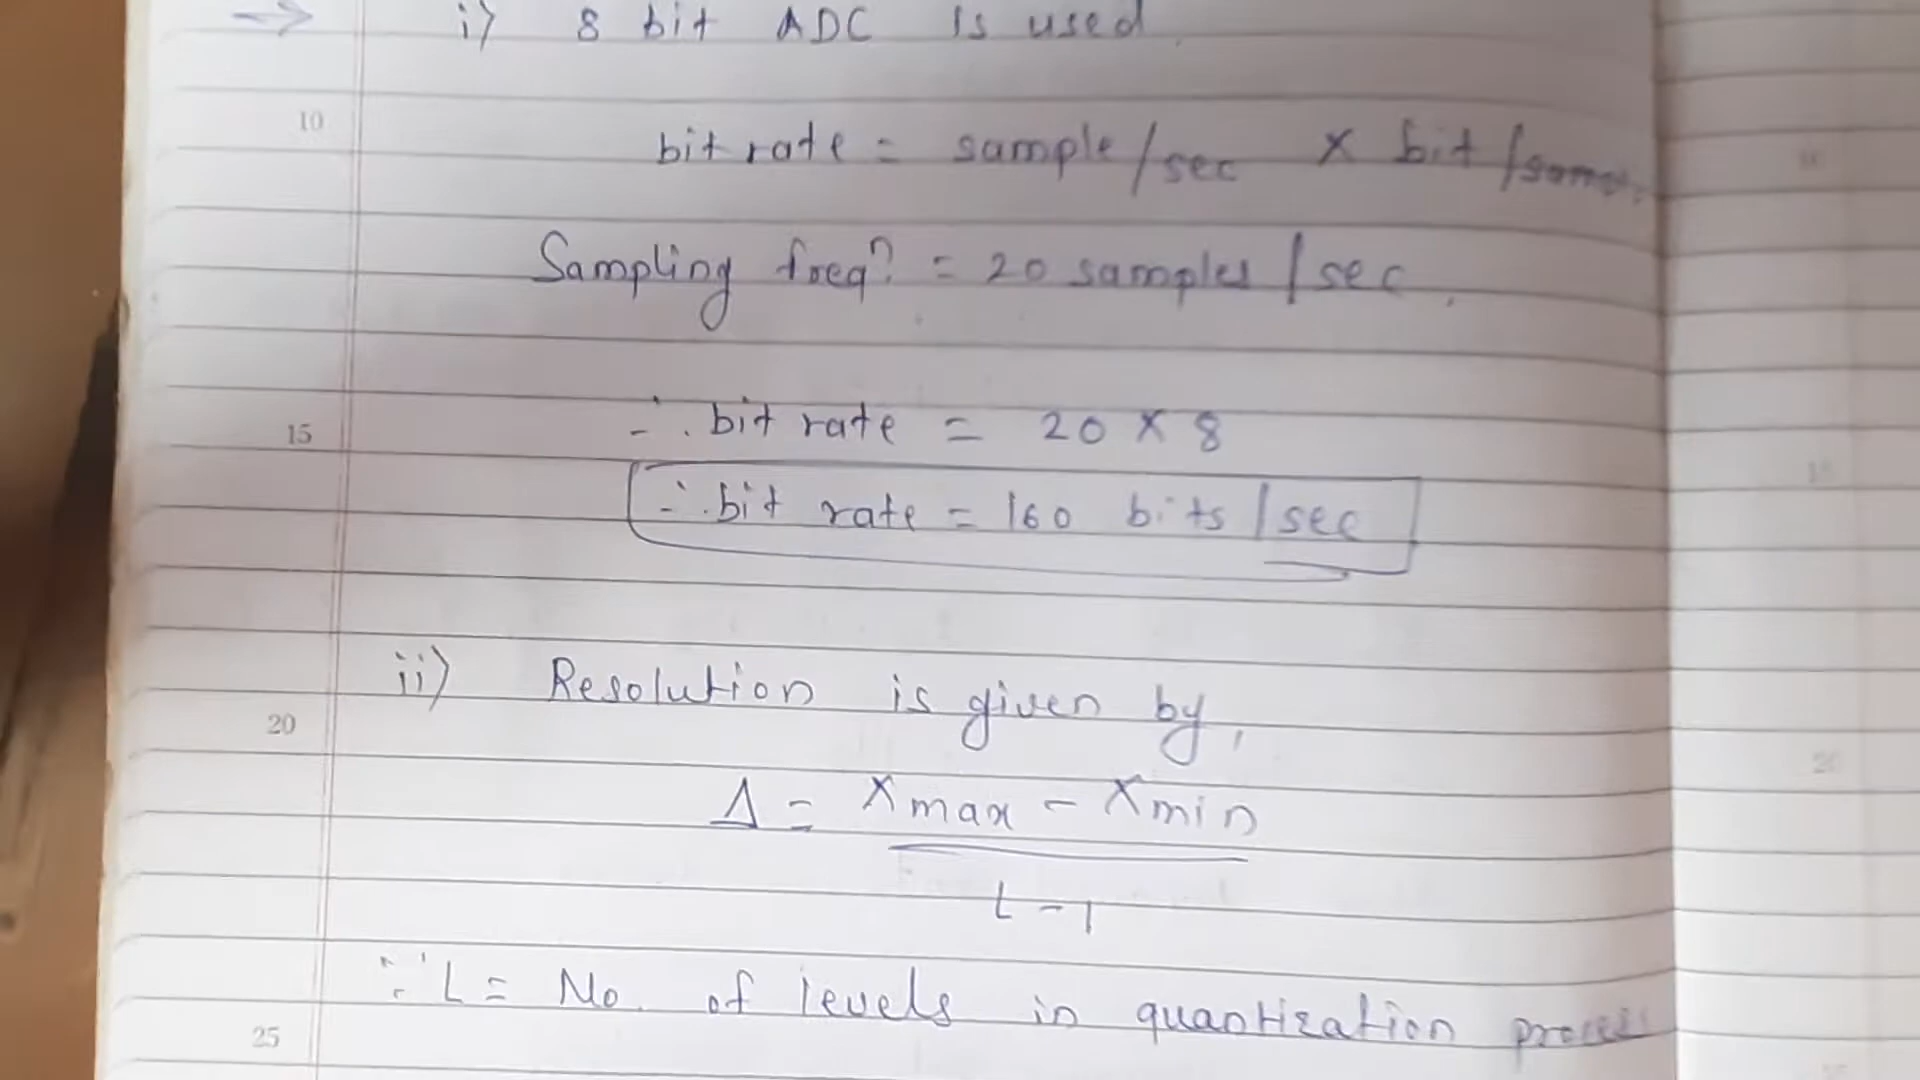 i) 8 bit ADC is used
10
bit rate = sample/sec × bit/
Sampling freqn. = 20 samples/sec.
15 ∴ bit rate = 20 × 8
∴ bit rate = 160 bits/sec
ii) Resolution is given by,
20
Δ = Xmax - Xmin
L-1
∵ L = No. of levels in quantization process
25